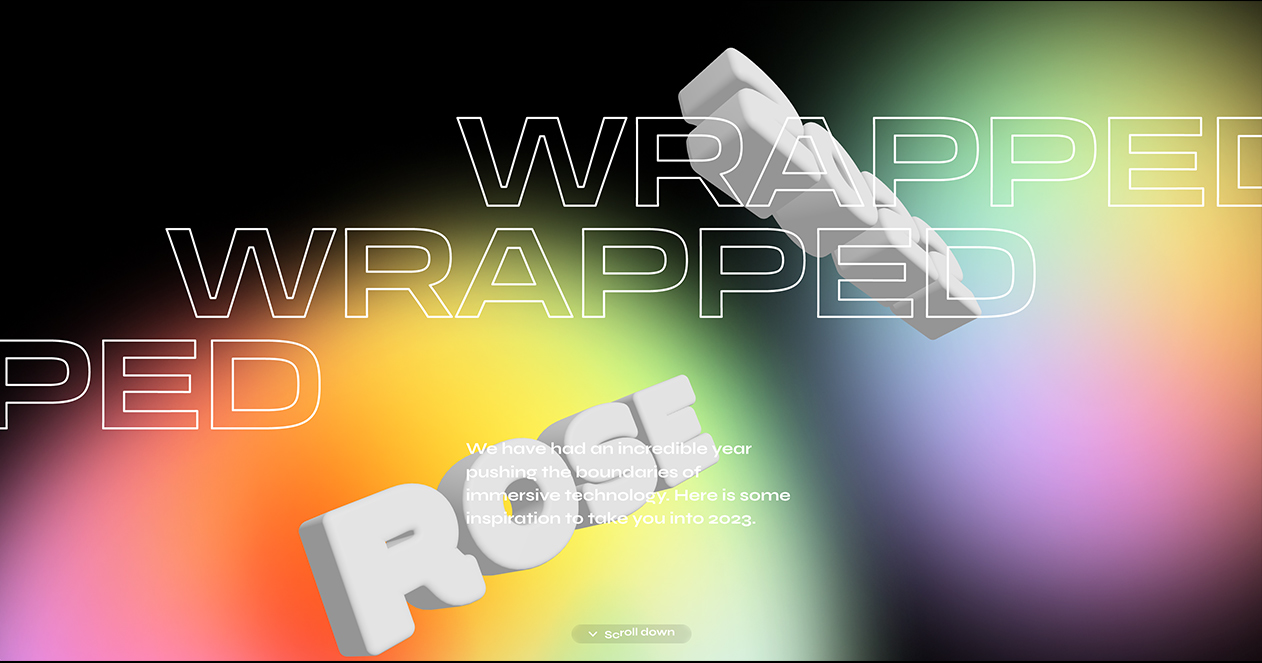 WRAPPED
WRAPPED
PED
ROSE
We have had an incredible year
pushing the boundaries of
immersive technology. Here is some
inspiration to take you into 2023.
Scroll down